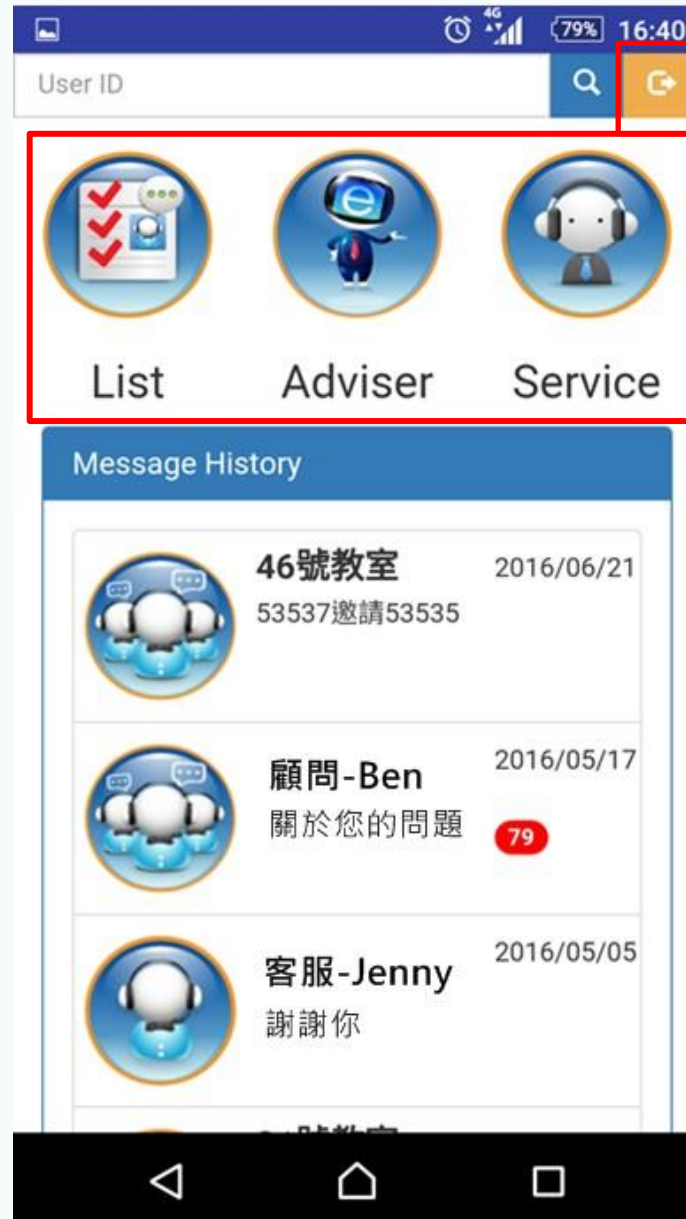 4G
79%
16:40
User ID
List
Adviser
Service
Message History
46號教室
2016/06/21
53537邀請53535
顧問-Ben
2016/05/17
關於您的問題
79
客服-Jenny
2016/05/05
謝謝你